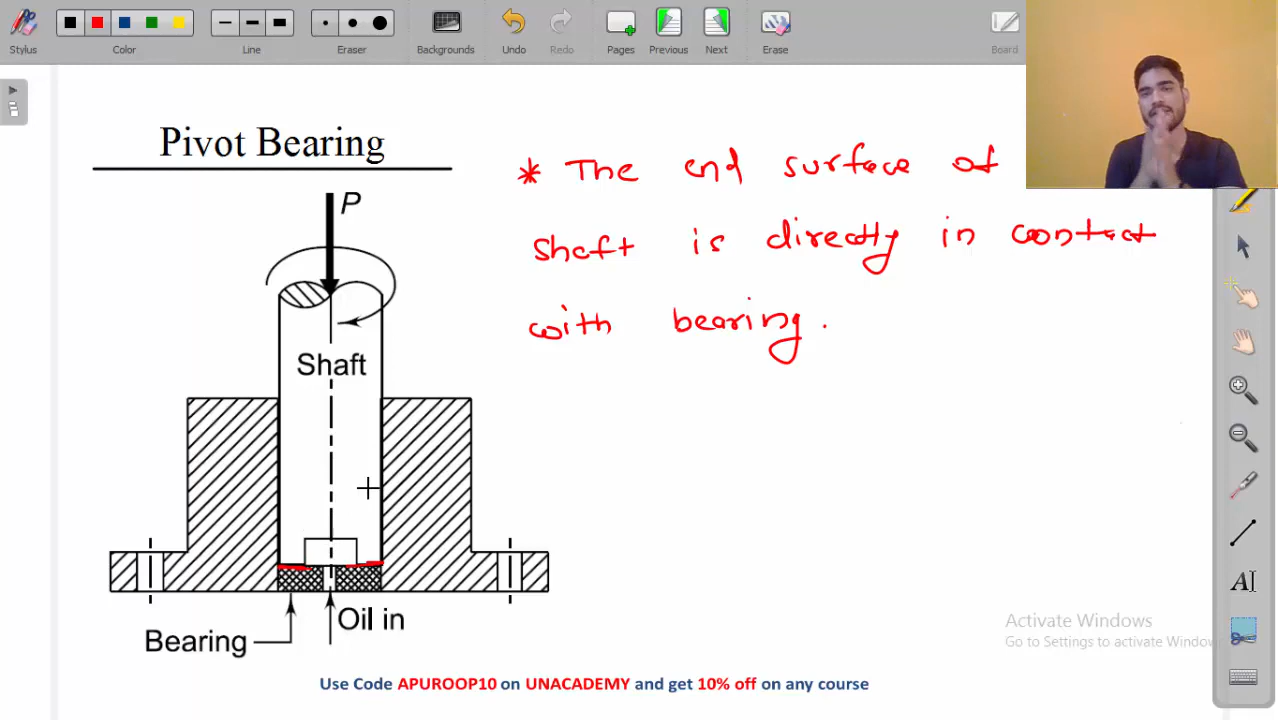 Stylus
Color
Line
Eraser
Backgrounds
Undo
Redo
Pages
Previous
Next
Erase
Board
Pivot Bearing
P
Shaft
Oil in
Bearing
* The end surface of
shaft is directly in contact
with bearing.
AI
Activate Windows
Go to Settings to activate Window
Use Code APUROOP10 on UNACADEMY and get 10% off on any course